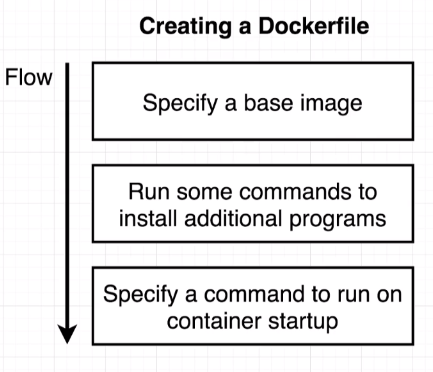 Creating a Dockerfile
Flow
Specify a base image
Run some commands to
install additional programs
Specify a command to run on
container startup